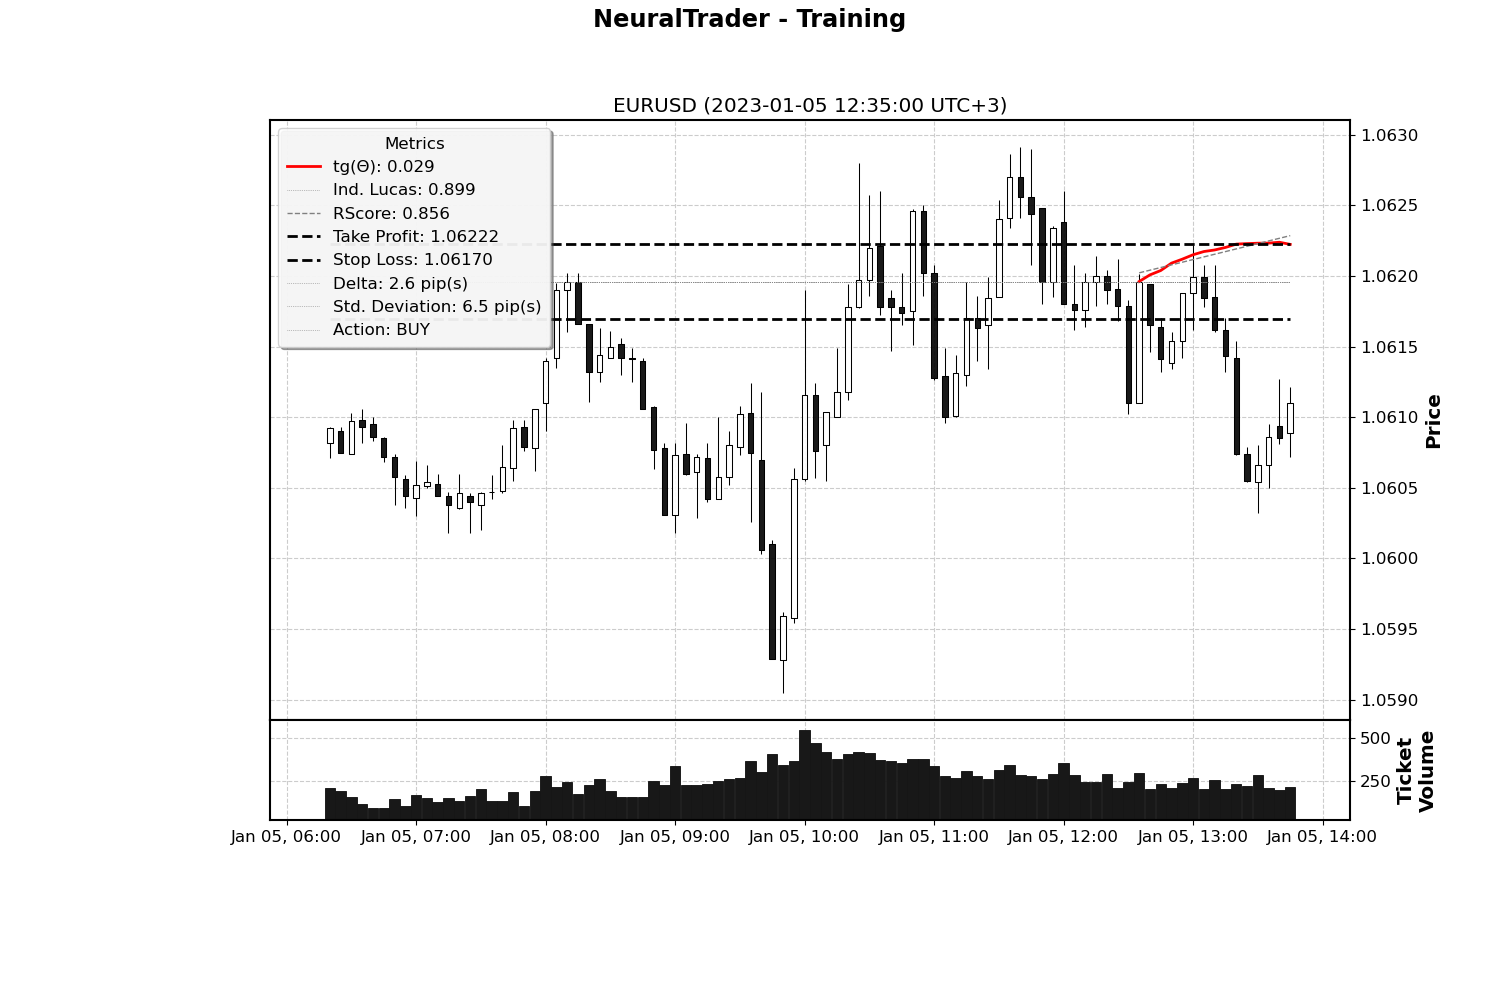 NeuralTrader - Training
EURUSD (2023-01-05 12:35:00 UTC+3)
Metrics
tg(Θ): 0.029
Ind. Lucas: 0.899
RScore: 0.856
Take Profit: 1.06222
Stop Loss: 1.06170
Delta: 2.6 pip(s)
Std. Deviation: 6.5 pip(s)
Action: BUY
1.0630
1.0625
1.0620
1.0615
1.0610
1.0605
1.0600
1.0595
1.0590
Price
500
250
Ticket
Volume
Jan 05, 06:00
Jan 05, 07:00
Jan 05, 08:00
Jan 05, 09:00
Jan 05, 10:00
Jan 05, 11:00
Jan 05, 12:00
Jan 05, 13:00
Jan 05, 14:00